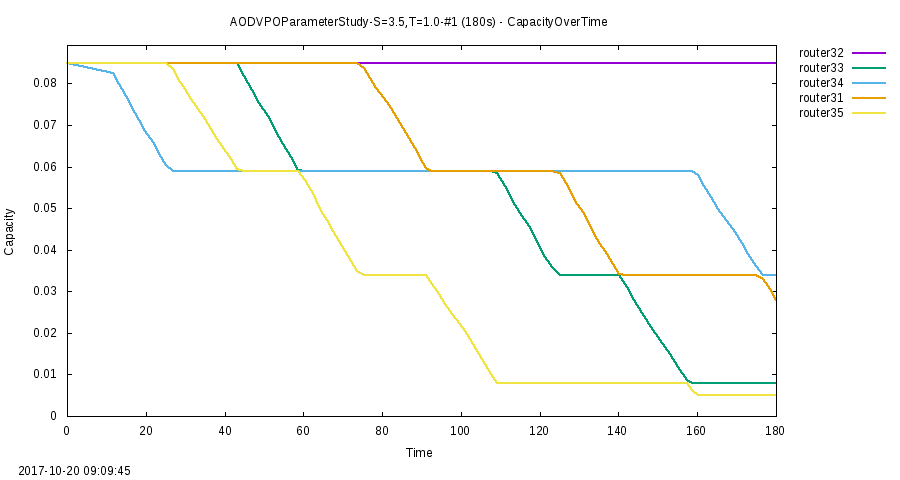 AODVPOParameterStudy-S=3.5,T=1.0-#1 (180s) - CapacityOverTime
router32
router33
router34
router31
router35
0.08
0.07
0.06
0.05
0.04
0.03
0.02
0.01
0
Capacity
0 20 40 60 80 100 120 140 160 180
Time
2017-10-20 09:09:45